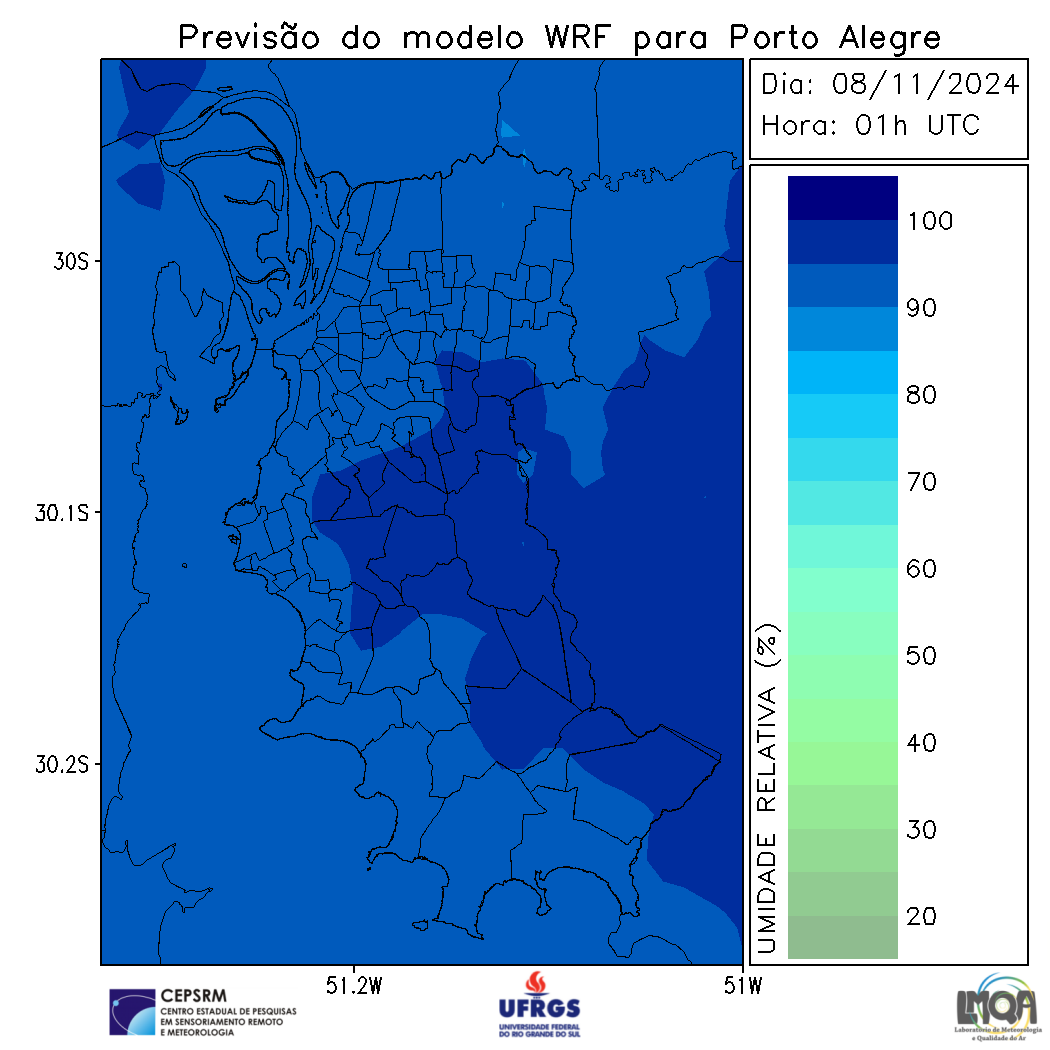 Previsão do modelo WRF para Porto Alegre
Dia: 08/11/2024
Hora: 01h UTC
30S
30.1S
30.2S
51.2W
51W
UMIDADE RELATIVA (%)
100
90
80
70
60
50
40
30
20
CEPSRM
CENTRO ESTADUAL DE PESQUISAS
EM SENSORIAMENTO REMOTO
E METEOROLOGIA
UFRGS
UNIVERSIDADE FEDERAL
DO RIO GRANDE DO SUL
LMQA
Laboratório de Meteorologia
e Qualidade do Ar